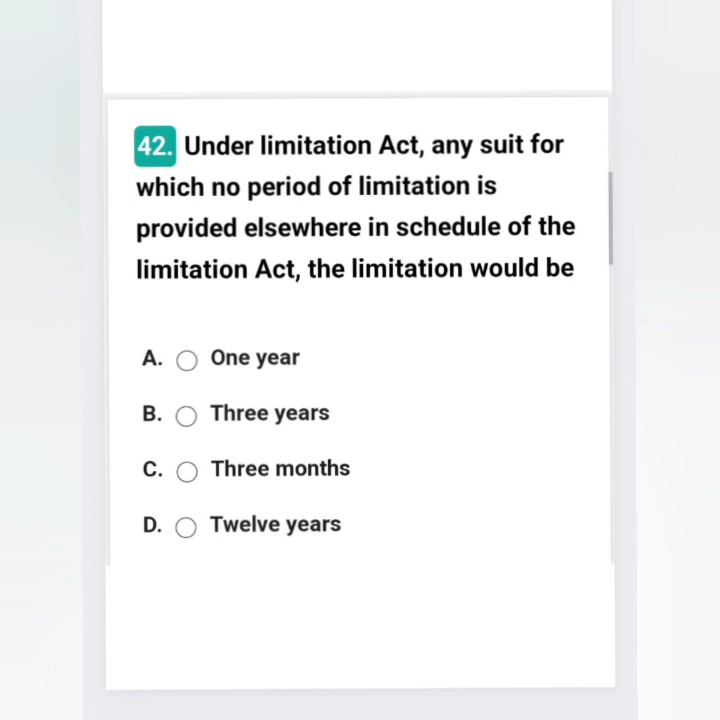 42. Under limitation Act, any suit for
which no period of limitation is
provided elsewhere in schedule of the
limitation Act, the limitation would be
A. One year
B. Three years
C. Three months
D. Twelve years